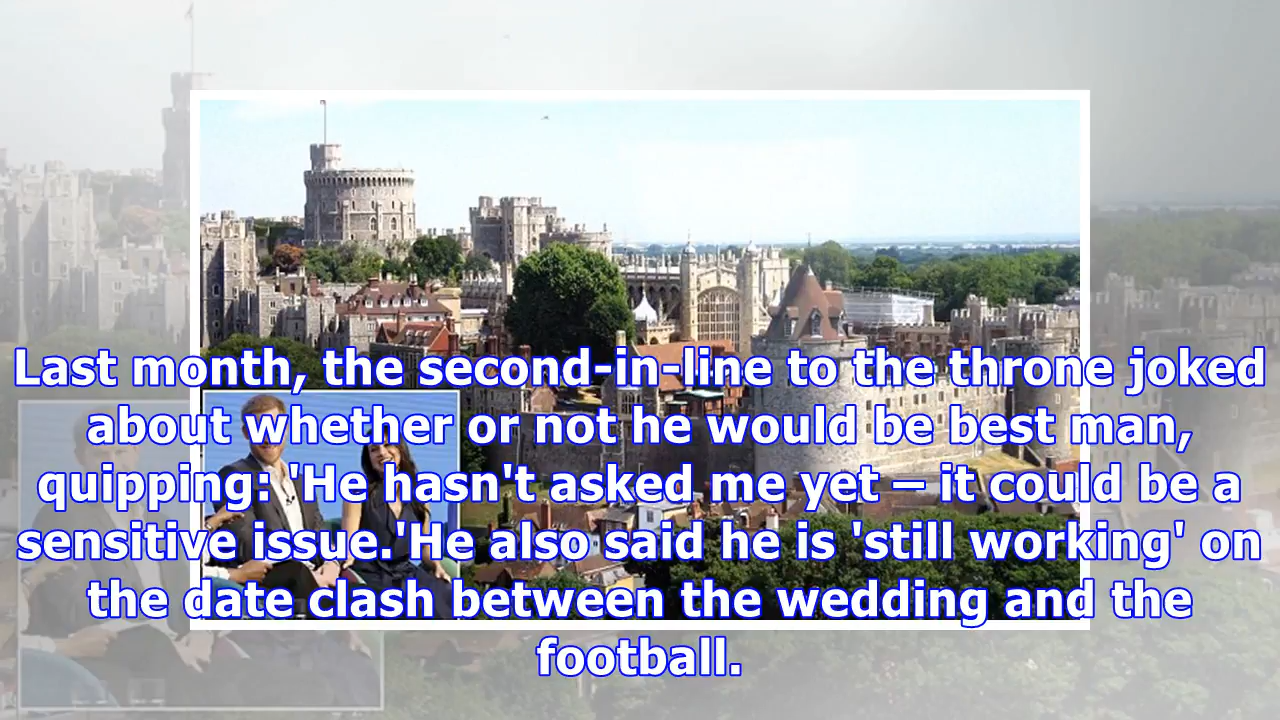 Last month, the second-in-line to the throne joked
about whether or not he would be best man,
quipping: 'He hasn't asked me yet – it could be a
sensitive issue.'He also said he is 'still working' on
the date clash between the wedding and the
football.